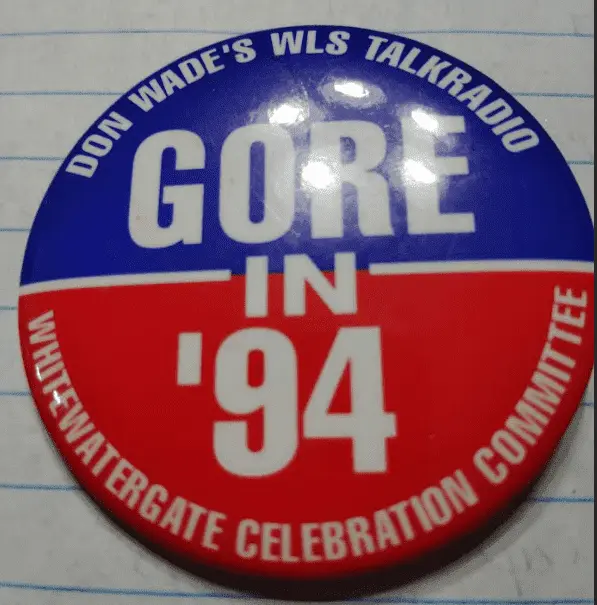 DON WADE'S WLS TALKRADIO
GORE
IN
'94
WHITEWATERGATE CELEBRATION COMMITTEE